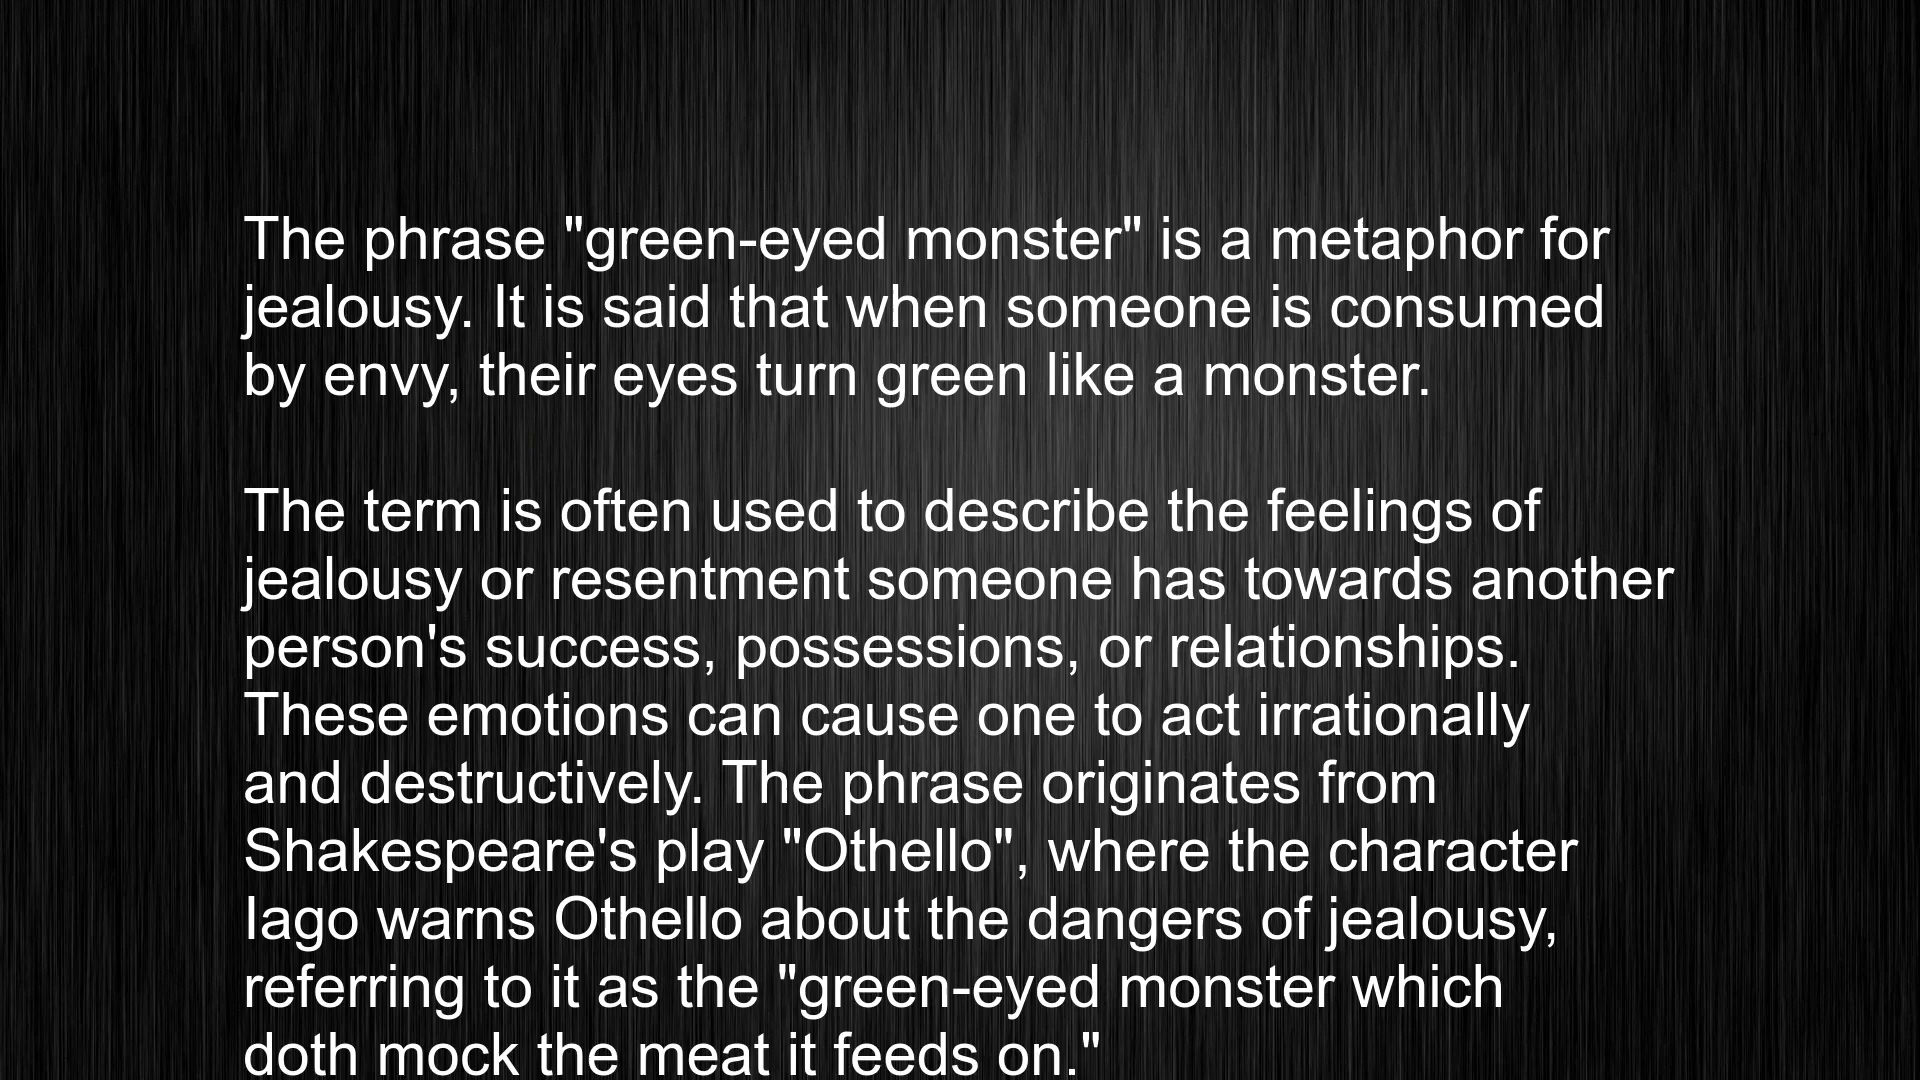 The phrase "green-eyed monster" is a metaphor for
jealousy. It is said that when someone is consumed
by envy, their eyes turn green like a monster.
The term is often used to describe the feelings of
jealousy or resentment someone has towards another
person's success, possessions, or relationships.
These emotions can cause one to act irrationally
and destructively. The phrase originates from
Shakespeare's play "Othello", where the character
Iago warns Othello about the dangers of jealousy,
referring to it as the "green-eyed monster which
doth mock the meat it feeds on."